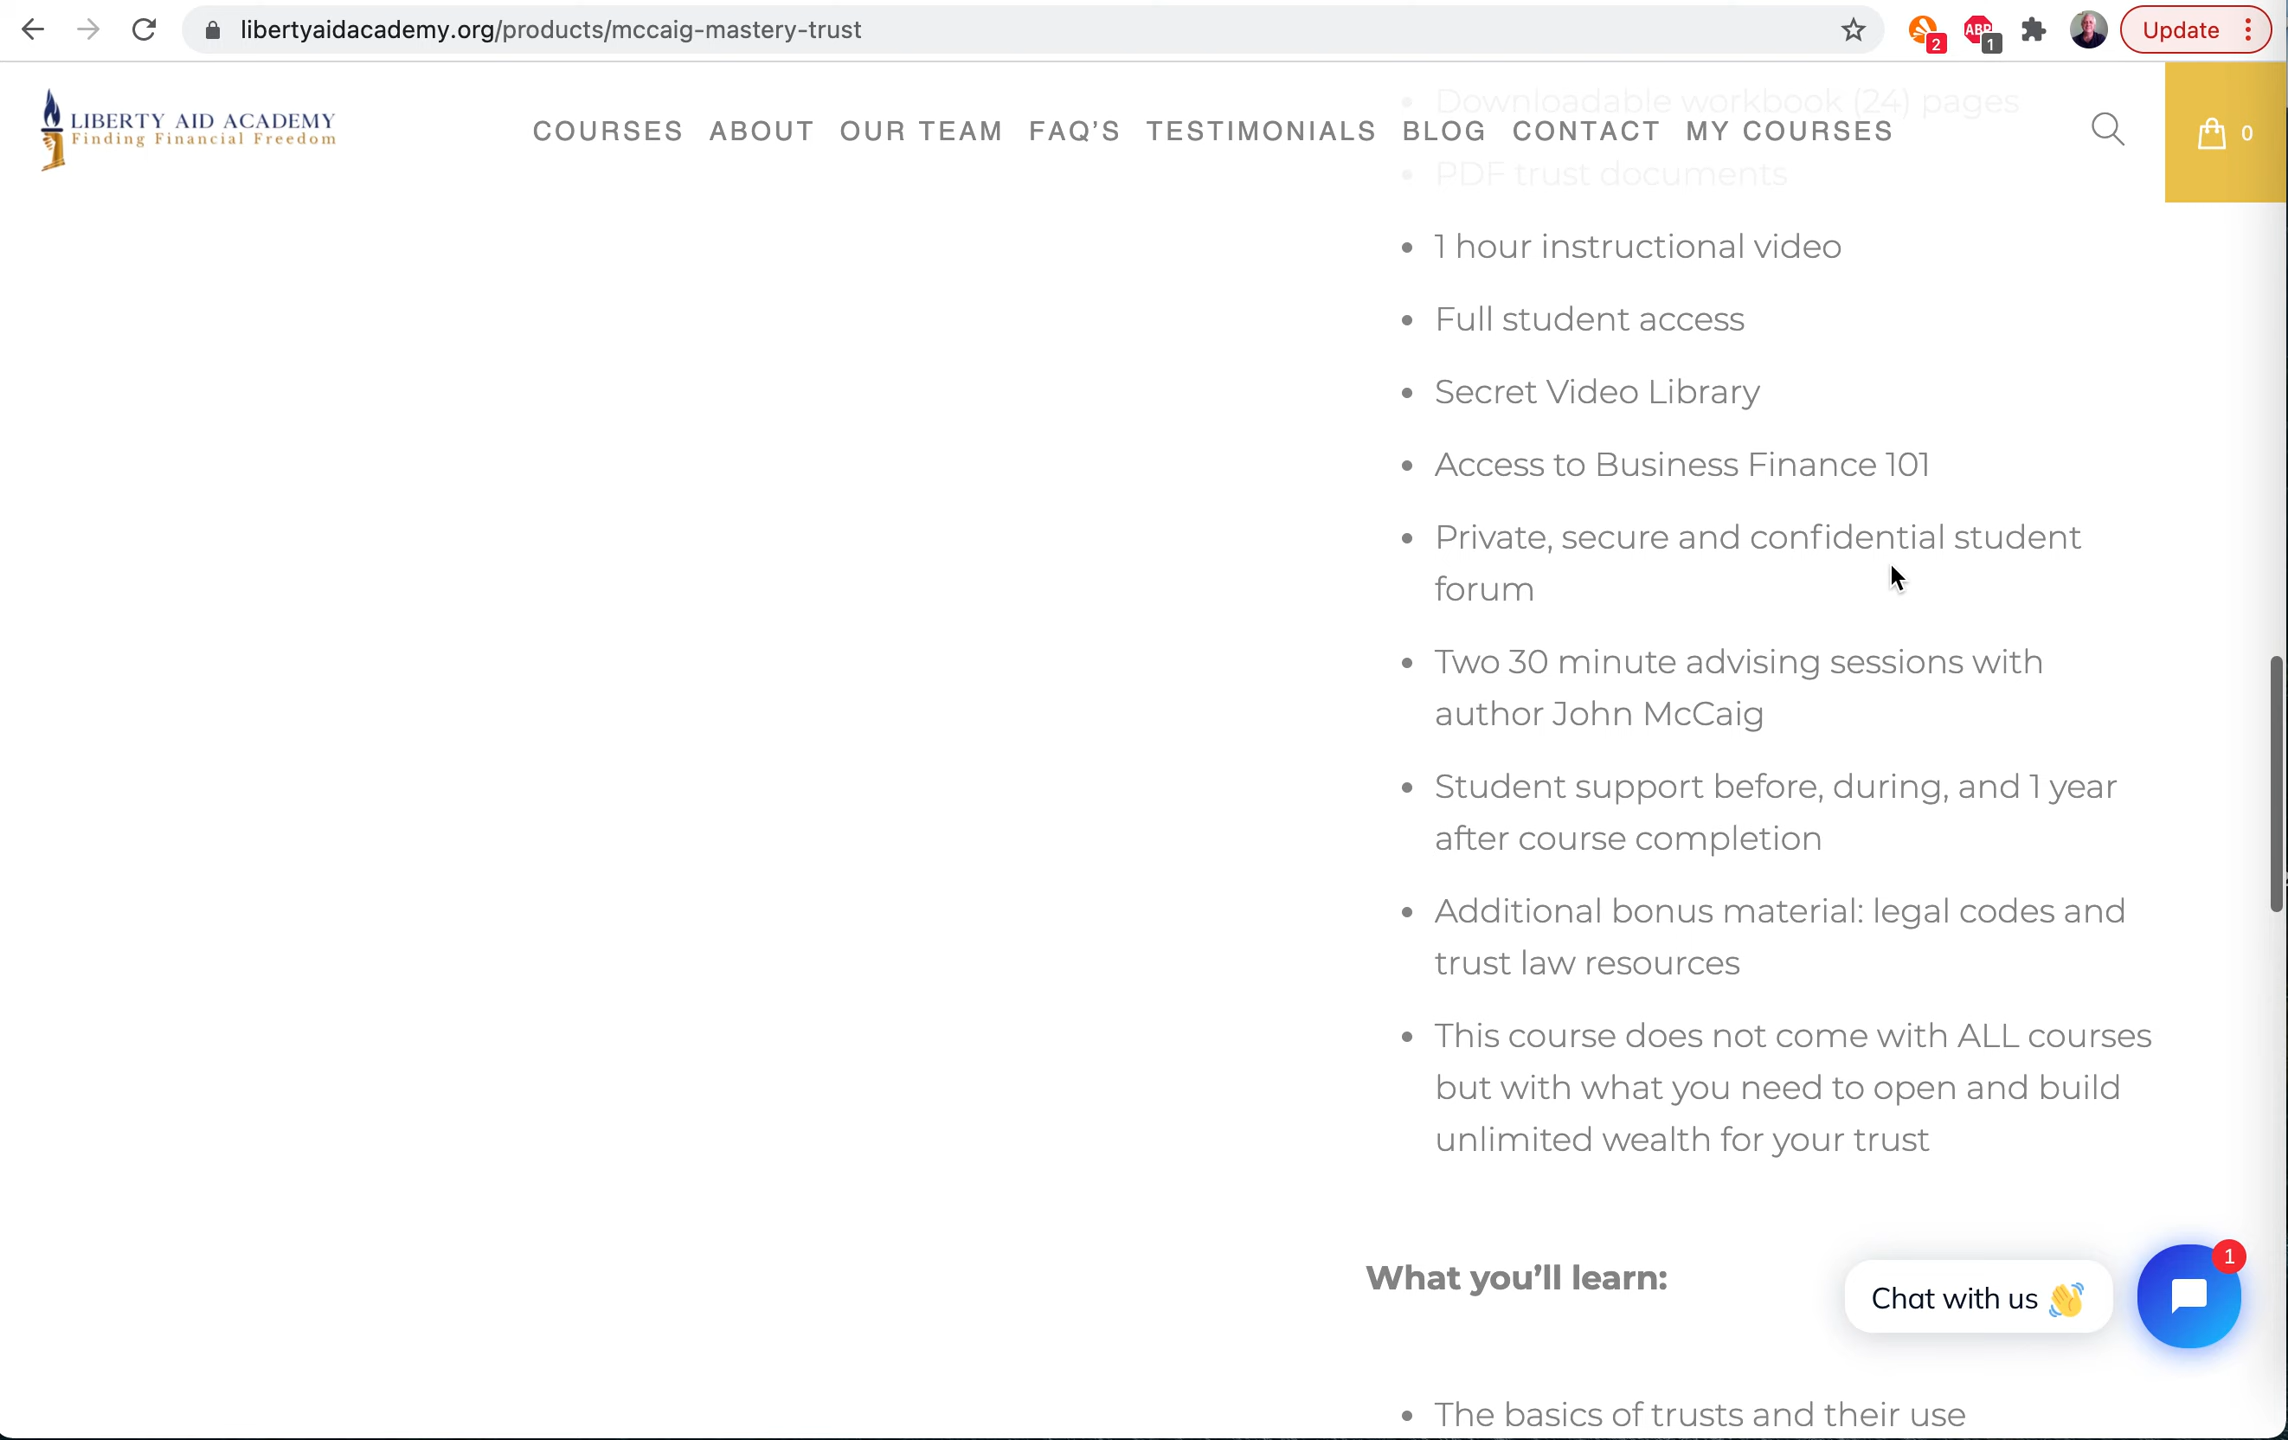 libertyaidacademy.org/products/mccaig-mastery-trust
2
ABP
1
Update
LIBERTY AID ACADEMY
Finding Financial Freedom
COURSES ABOUT OUR TEAM FAQ'S TESTIMONIALS BLOG CONTACT MY COURSES
0
Downloadable workbook (24) pages
PDF trust documents
1 hour instructional video
Full student access
Secret Video Library
Access to Business Finance 101
Private, secure and confidential student
forum
Two 30 minute advising sessions with
author John McCaig
Student support before, during, and 1 year
after course completion
Additional bonus material: legal codes and
trust law resources
This course does not come with ALL courses
but with what you need to open and build
unlimited wealth for your trust
What you’ll learn:
Chat with us 👋
1
The basics of trusts and their use